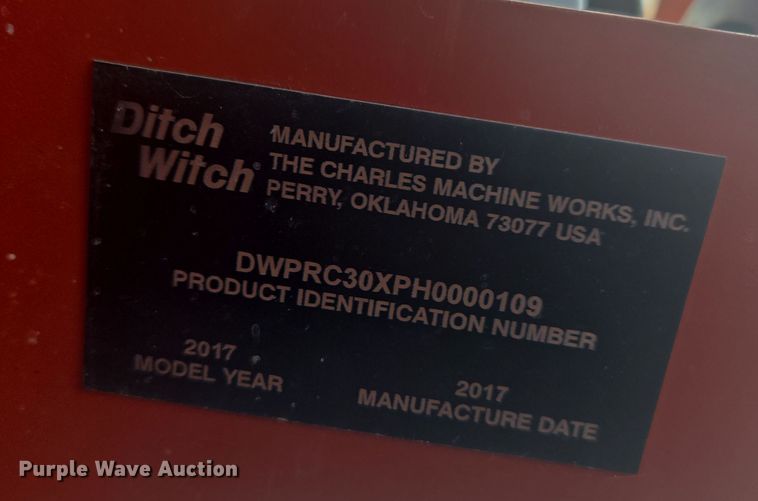 Ditch
Witch®
MANUFACTURED BY
THE CHARLES MACHINE WORKS, INC.
PERRY, OKLAHOMA 73077 USA
DWPRC30XPH0000109
PRODUCT IDENTIFICATION NUMBER
2017
MODEL YEAR
2017
MANUFACTURE DATE
Purple Wave Auction